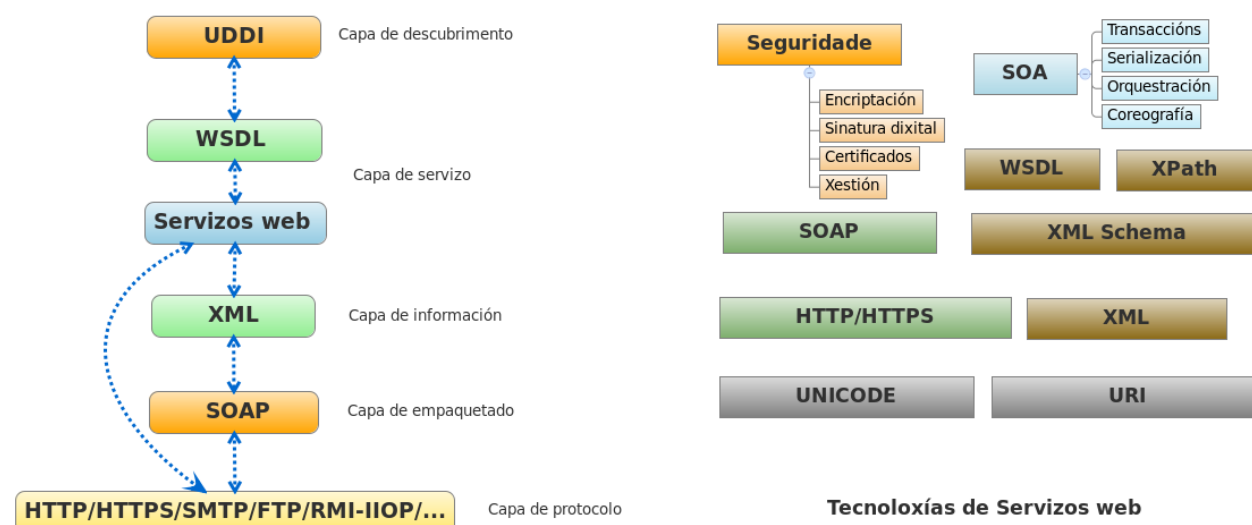 UDDI
Capa de descubrimento
WSDL
Capa de servizo
Servizos web
XML
Capa de información
SOAP
Capa de empaquetado
HTTP/HTTPS/SMTP/FTP/RMI-IIOP/...
Capa de protocolo
Seguridade
Encriptación
Sinatura dixital
Certificados
Xestión
SOA
Transaccións
Serialización
Orquestración
Coreografía
WSDL
XPath
SOAP
XML Schema
HTTP/HTTPS
XML
UNICODE
URI
Tecnoloxías de Servizos web